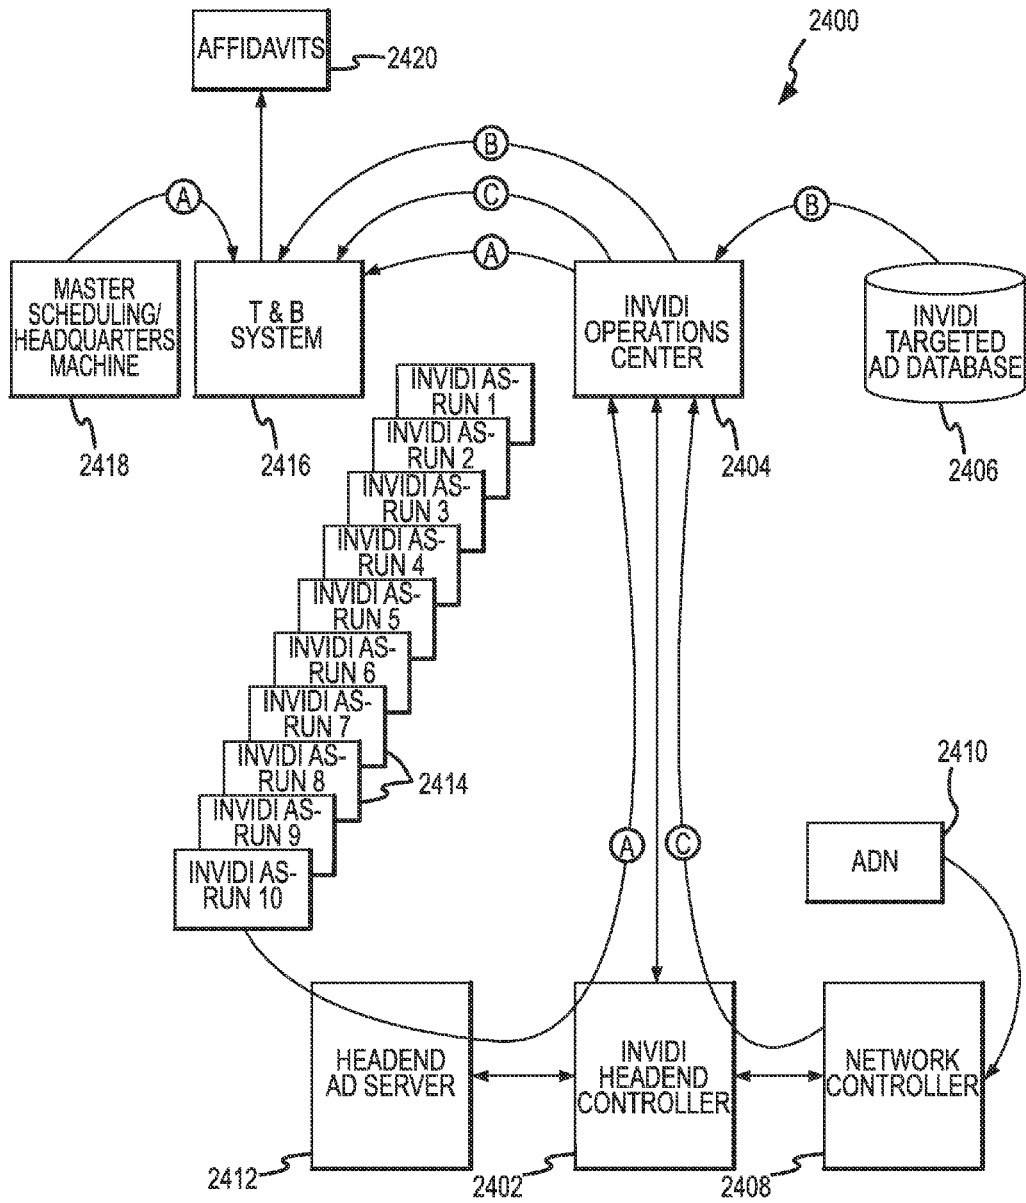 2400
AFFIDAVITS
2420
B
A
C
B
A
MASTER
SCHEDULING/
HEADQUARTERS
MACHINE
T & B
SYSTEM
INVIDI
OPERATIONS
CENTER
INVIDI
TARGETED
AD DATABASE
2418
2416
2404
2406
INVIDI AS-
RUN 1
INVIDI AS-
RUN 2
INVIDI AS-
RUN 3
INVIDI AS-
RUN 4
INVIDI AS-
RUN 5
INVIDI AS-
RUN 6
INVIDI AS-
RUN 7
INVIDI AS-
RUN 8
INVIDI AS-
RUN 9
INVIDI AS-
RUN 10
2414
2410
A
C
ADN
HEADEND
AD SERVER
INVIDI
HEADEND
CONTROLLER
NETWORK
CONTROLLER
2412
2402
2408